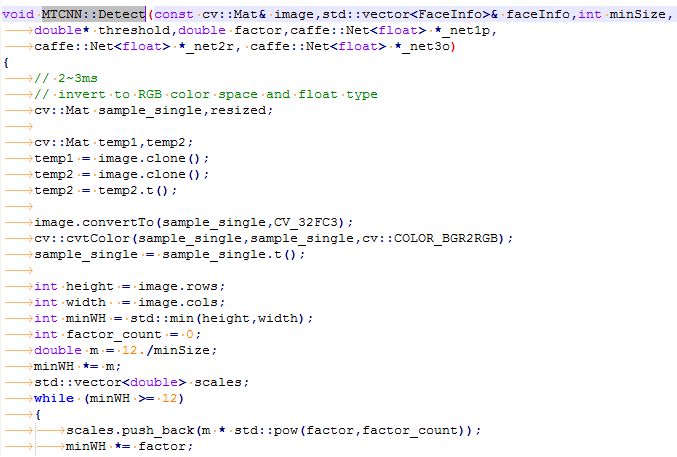 void MTCNN::Detect(const cv::Mat& image,std::vector<FaceInfo>& faceInfo,int minSize,
double* threshold,double factor,caffe::Net<float> *_net1p,
caffe::Net<float> *_net2r, caffe::Net<float> *_net3o)
{
// 2~3ms
// invert to RGB color space and float type
cv::Mat sample_single,resized;
cv::Mat temp1,temp2;
temp1 = image.clone();
temp2 = image.clone();
temp2 = temp2.t();
image.convertTo(sample_single,CV_32FC3);
cv::cvtColor(sample_single,sample_single,cv::COLOR_BGR2RGB);
sample_single = sample_single.t();
int height = image.rows;
int width  = image.cols;
int minWH = std::min(height,width);
int factor_count = 0;
double m = 12./minSize;
minWH *= m;
std::vector<double> scales;
while (minWH >= 12)
{
scales.push_back(m * std::pow(factor,factor_count));
minWH *= factor;